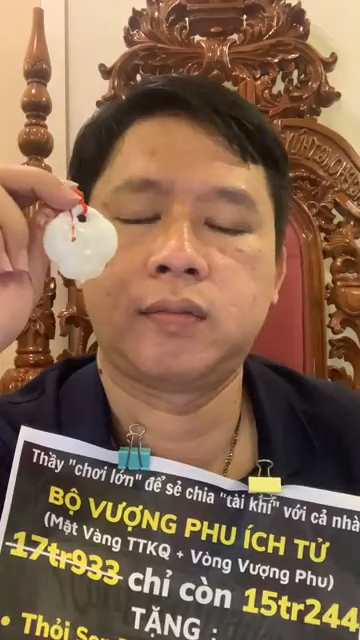 Thầy "chơi lớn" để sẻ chia "tài khí" với cả nhà
BỘ VƯỢNG PHU ÍCH TỬ
(Mặt Vàng TTKQ + Vòng Vượng Phu)
17tr933 chỉ còn 15tr244
TẶNG :
• Thỏi